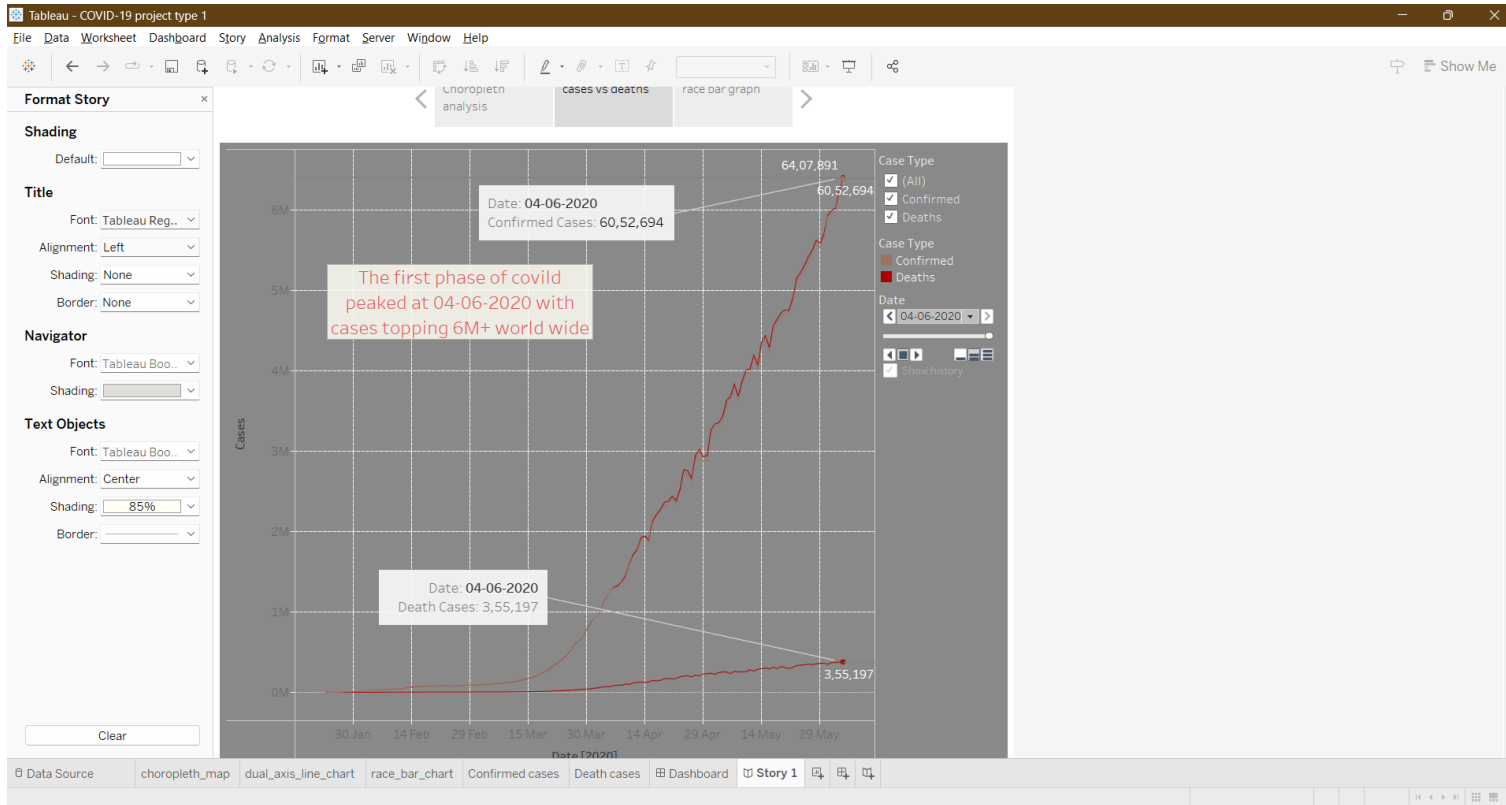 Tableau - COVID-19 project type 1
File Data Worksheet Dashboard Story Analysis Format Server Window Help
Show Me
Format Story
Shading
Default:
Title
Font: Tableau Reg..
Alignment: Left
Shading: None
Border: None
Navigator
Font: Tableau Boo..
Shading:
Text Objects
Font: Tableau Boo..
Alignment: Center
Shading: 85%
Border:
Clear
Choropleth
analysis
cases vs deaths
race bar graph
64,07,891
60,52,694
Date: 04-06-2020
Confirmed Cases: 60,52,694
The first phase of covild
peaked at 04-06-2020 with
cases topping 6M+ world wide
Date: 04-06-2020
Death Cases: 3,55,197
3,55,197
Cases
6M
5M
4M
3M
2M
1M
0M
30 Jan 14 Feb 29 Feb 15 Mar 30 Mar 14 Apr 29 Apr 14 May 29 May
Date [2020]
Case Type
(All)
Confirmed
Deaths
Case Type
Confirmed
Deaths
Date
04-06-2020
Show history
Data Source choropleth_map dual_axis_line_chart race_bar_chart Confirmed cases Death cases Dashboard Story 1